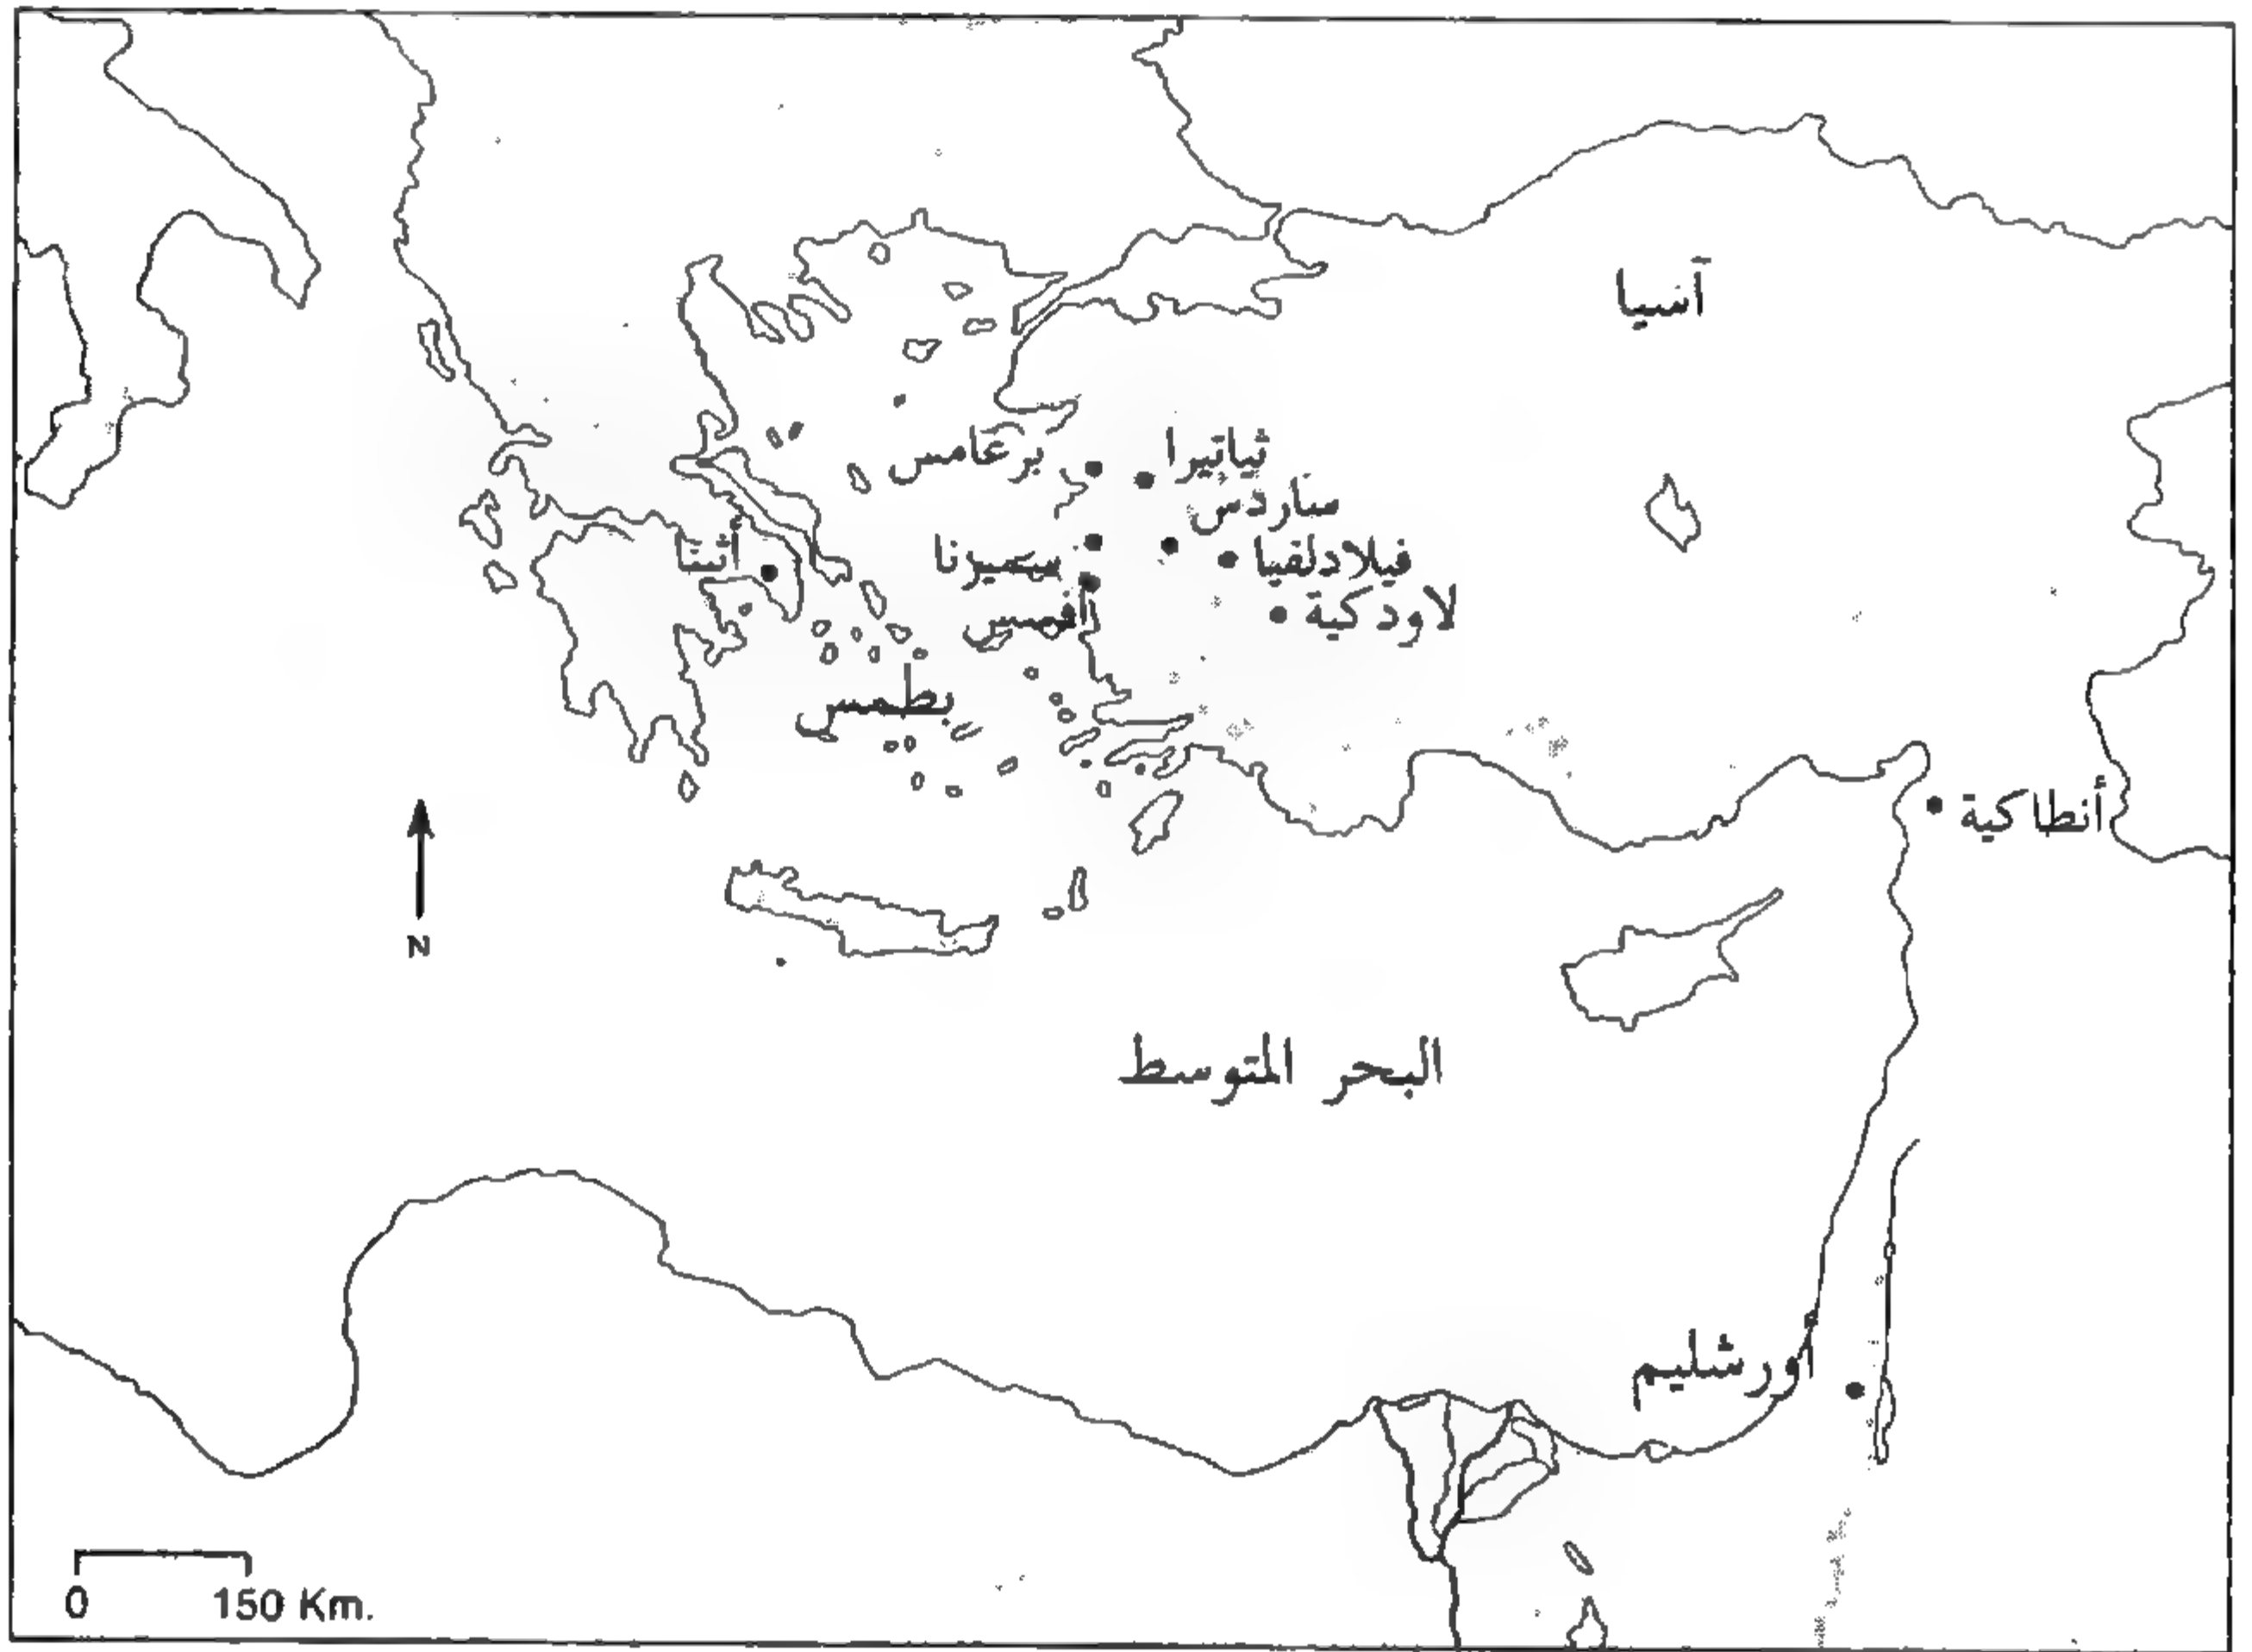 آسيا
برغامس
ثياتيرا
ساردس
سميرنا
فيلادلفيا
أثينا
أفسس
لاودكية
بطمس
أنطاكية
N
البحر المتوسط
أورشليم
0 150 Km.